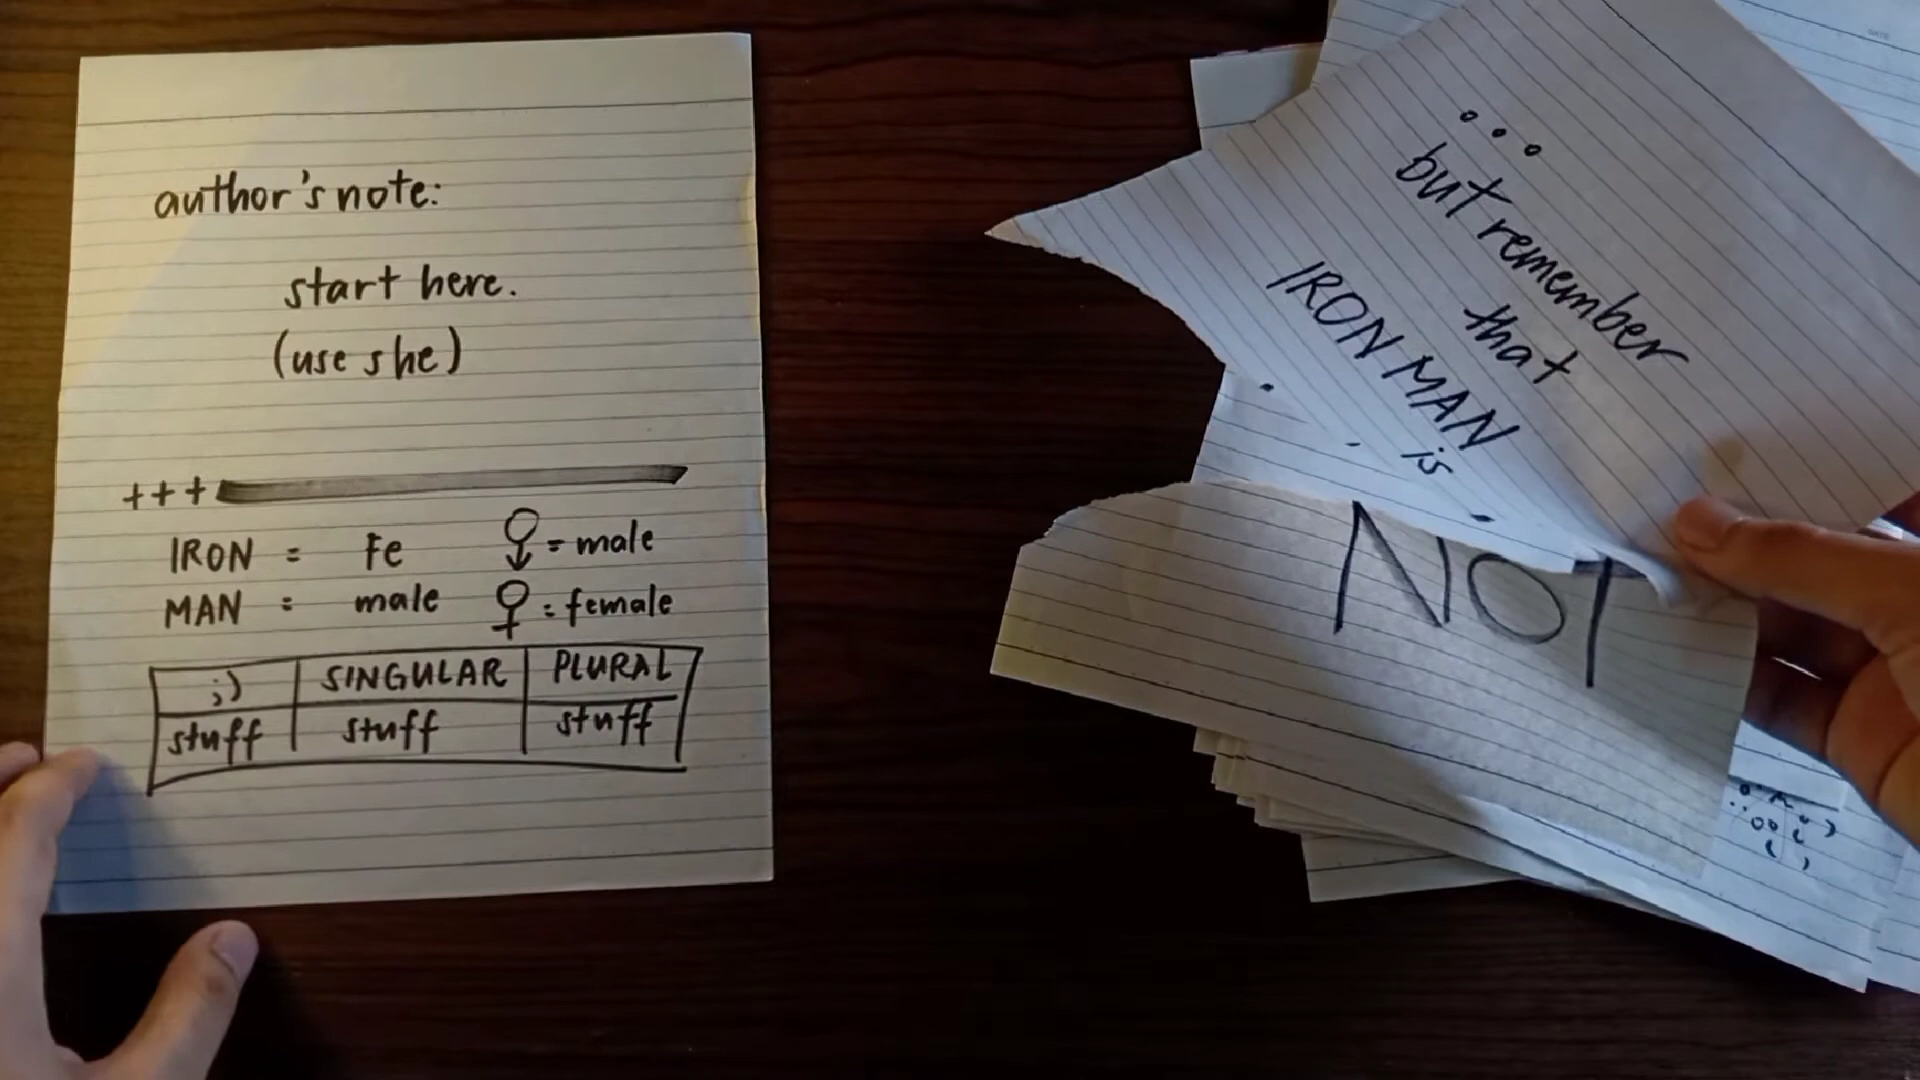 author's note:
start here.
(use she)
+++
IRON = Fe ♀ = male
MAN = male ♀ = female
;) SINGULAR PLURAL
stuff stuff stuff
...
but remember
that
IRON MAN
is
NOT